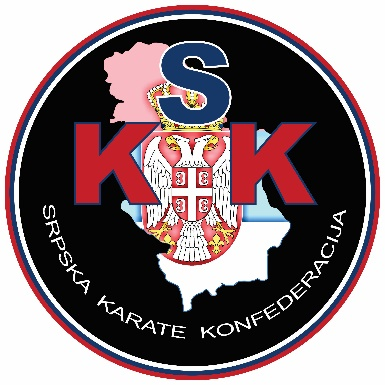 S
K K
SRPSKA KARATE KONFEDERACIJA